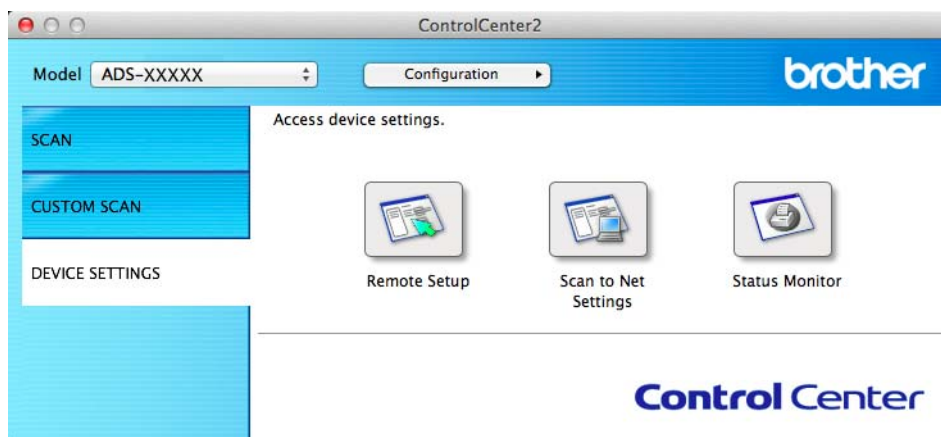 ControlCenter2
Model ADS-XXXXX Configuration brother
SCAN
CUSTOM SCAN
DEVICE SETTINGS
Access device settings.
Remote Setup
Scan to Net
Settings
Status Monitor
Control Center